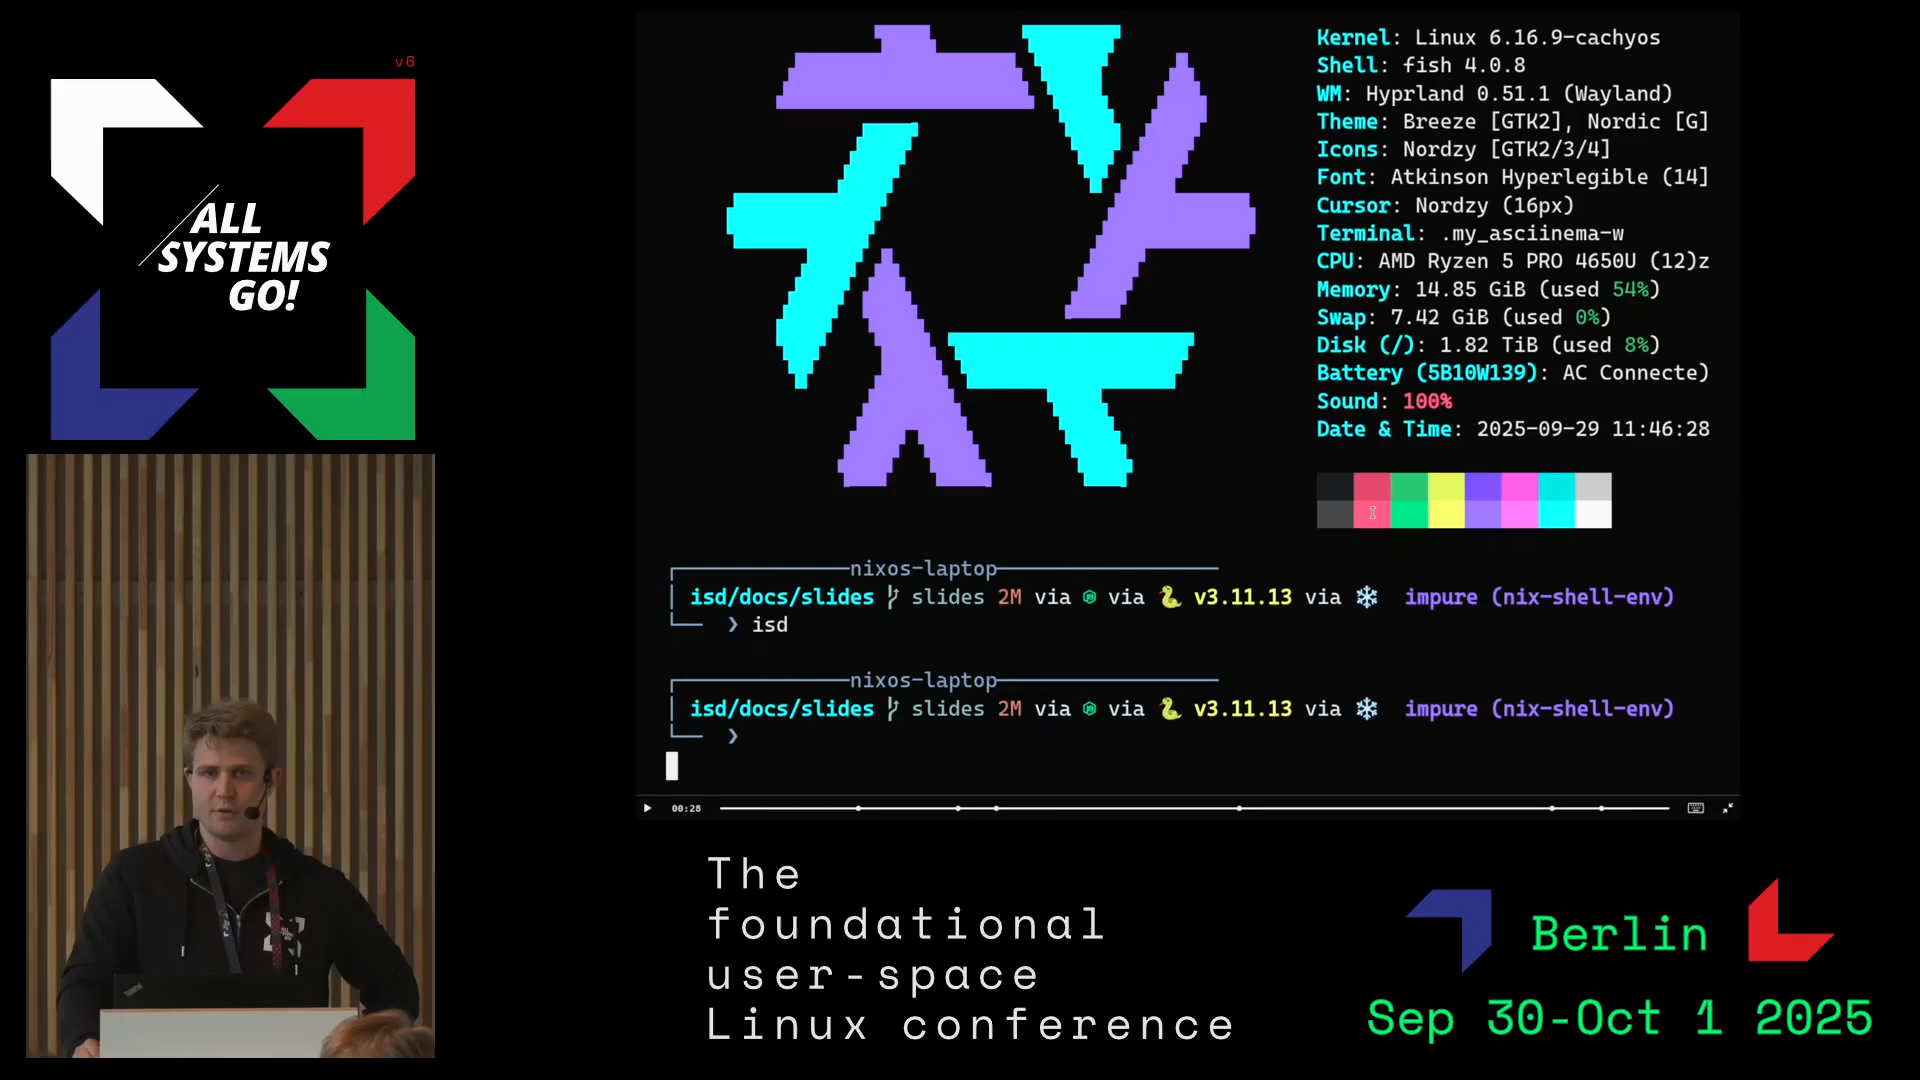 v6
ALL
SYSTEMS
GO!
Kernel: Linux 6.16.9-cachyos
Shell: fish 4.0.8
WM: Hyprland 0.51.1 (Wayland)
Theme: Breeze [GTK2], Nordic [G]
Icons: Nordzy [GTK2/3/4]
Font: Atkinson Hyperlegible (14]
Cursor: Nordzy (16px)
Terminal: .my_asciinema-w
CPU: AMD Ryzen 5 PRO 4650U (12)z
Memory: 14.85 GiB (used 54%)
Swap: 7.42 GiB (used 0%)
Disk (/): 1.82 TiB (used 8%)
Battery (5B10W139): AC Connecte)
Sound: 100%
Date & Time: 2025-09-29 11:46:28
nixos-laptop
isd/docs/slides slides 2M via via 🐍 v3.11.13 via ❄️ impure (nix-shell-env)
❯ isd
nixos-laptop
isd/docs/slides slides 2M via via 🐍 v3.11.13 via ❄️ impure (nix-shell-env)
❯
00:28
ThinkPad
The
foundational
user-space
Linux conference
Berlin
Sep 30-Oct 1 2025